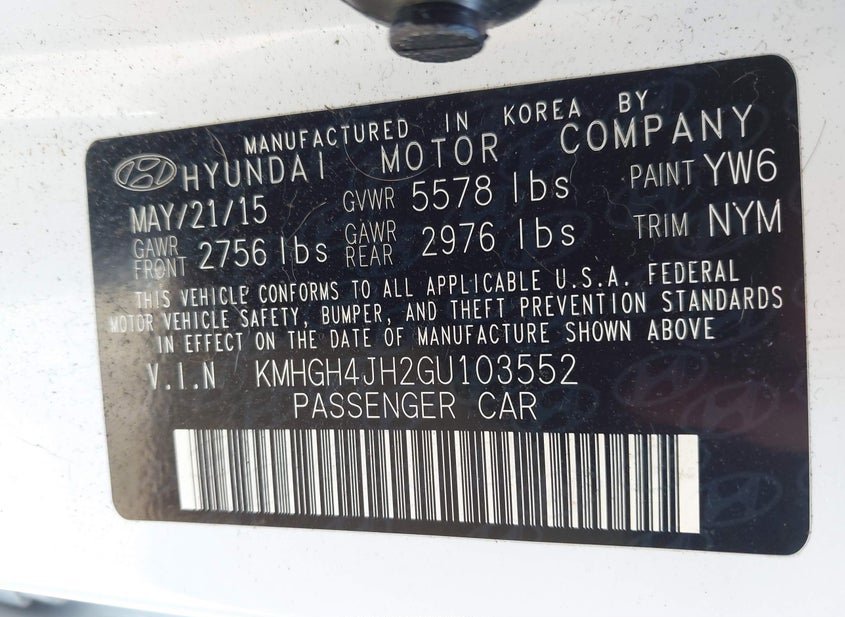 MANUFACTURED IN KOREA BY
HYUNDAI MOTOR COMPANY
MAY/21/15 GVWR 5578 lbs PAINT YW6
GAWR FRONT 2756 lbs GAWR REAR 2976 lbs TRIM NYM
THIS VEHICLE CONFORMS TO ALL APPLICABLE U.S.A. FEDERAL
MOTOR VEHICLE SAFETY, BUMPER, AND THEFT PREVENTION STANDARDS
IN EFFECT ON THE DATE OF MANUFACTURE SHOWN ABOVE
V.I.N KMHGH4JH2GU103552
PASSENGER CAR